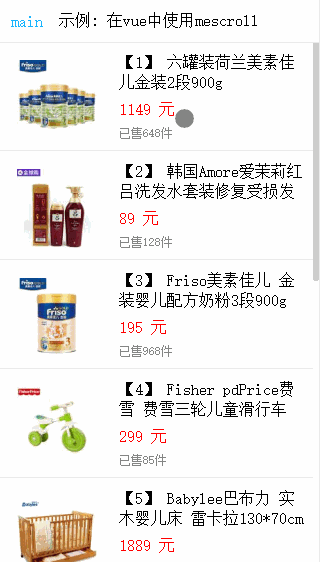 main 示例: 在vue中使用mescroll
【1】 六罐装荷兰美素佳
儿金装2段900g
1149 元
已售648件
【2】 韩国Amore爱茉莉红
吕洗发水套装修复受损发
89 元
已售128件
【3】 Friso美素佳儿 金
装婴儿配方奶粉3段900g
Friso
195 元
已售968件
Fisher-Price
【4】 Fisher pdPrice费
雪 费雪三轮儿童滑行车
299 元
已售85件
Babylee
【5】 Babylee巴布力 实
木婴儿床 雷卡拉130*70cm
1889 元